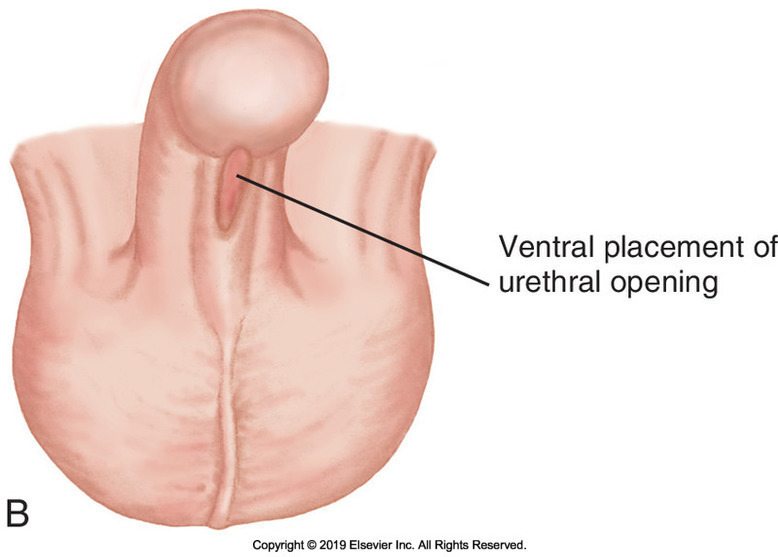 Ventral placement of
urethral opening
B
Copyright © 2019 Elsevier Inc. All Rights Reserved.